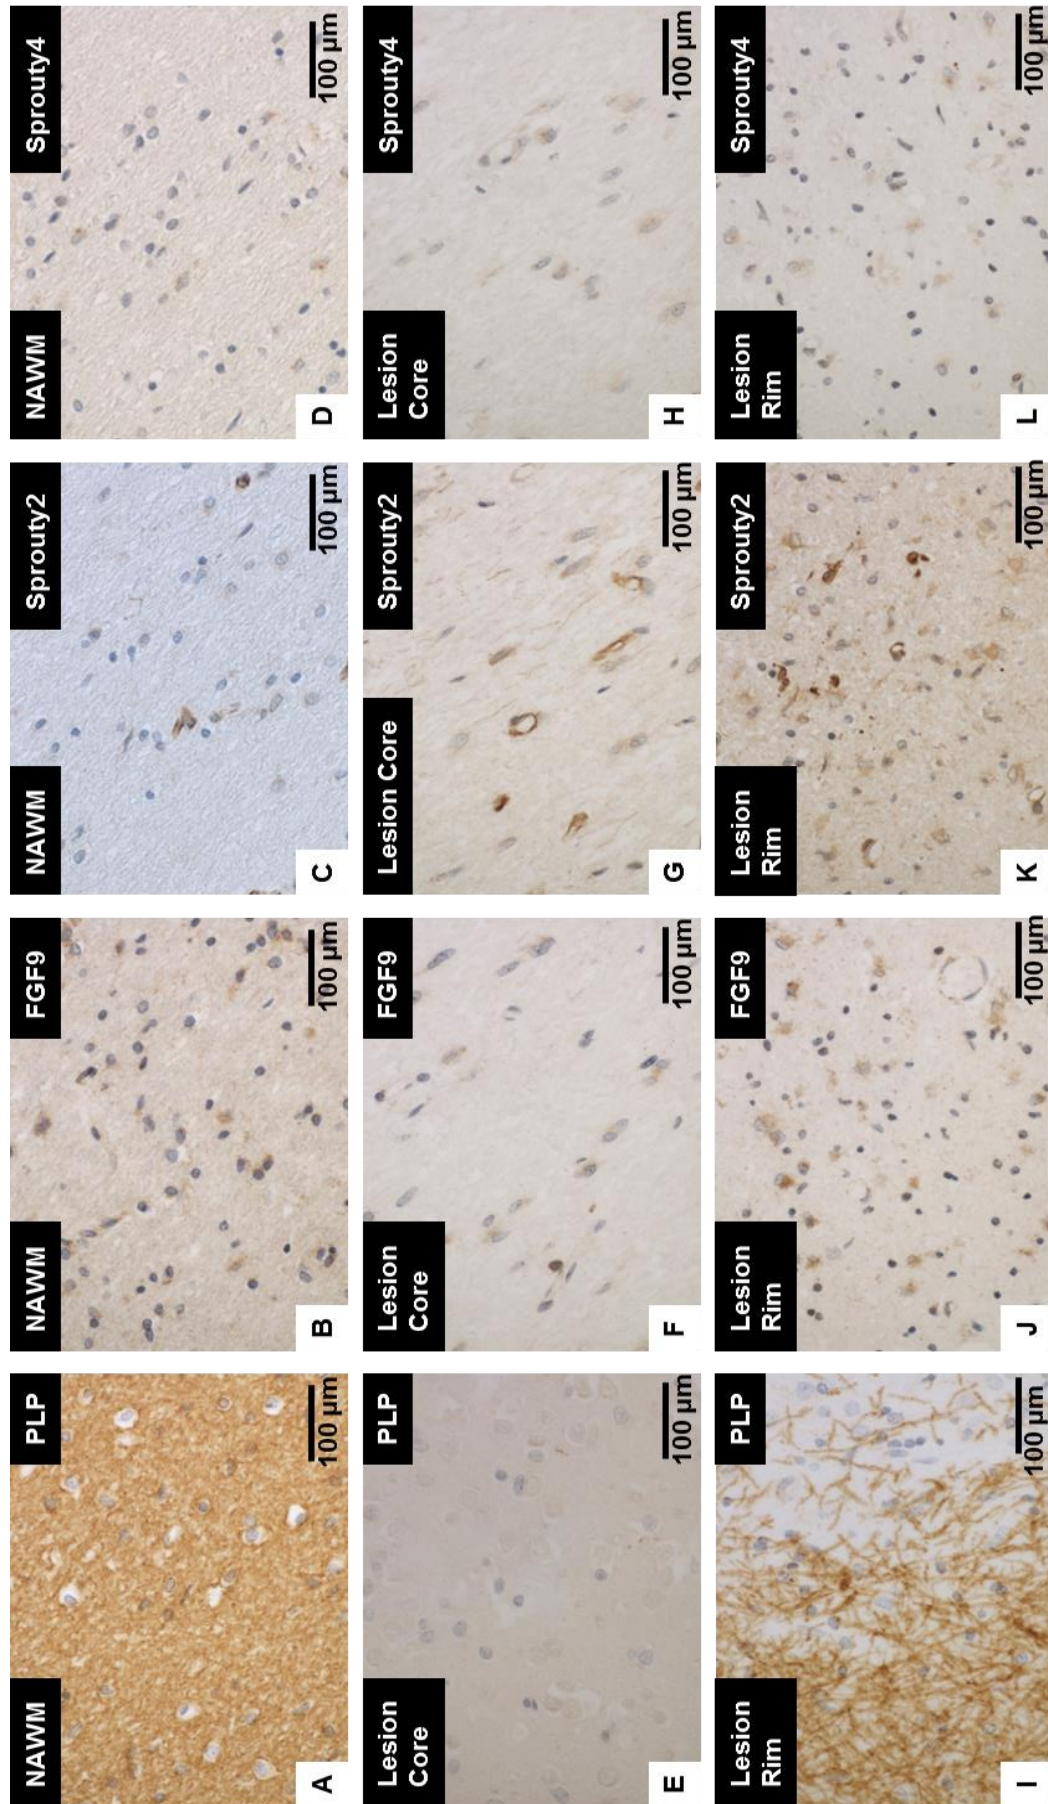 NAWM
PLP
100 µm
A
NAWM
FGF9
100 µm
B
NAWM
Sprouty2
100 µm
C
NAWM
Sprouty4
100 µm
D
Lesion
Core
PLP
100 µm
E
Lesion
Core
FGF9
100 µm
F
Lesion Core
Sprouty2
100 µm
G
Lesion
Core
Sprouty4
100 µm
H
Lesion
Rim
PLP
100 µm
I
Lesion
Rim
FGF9
100 µm
J
Lesion
Rim
Sprouty2
100 µm
K
Lesion
Rim
Sprouty4
100 µm
L